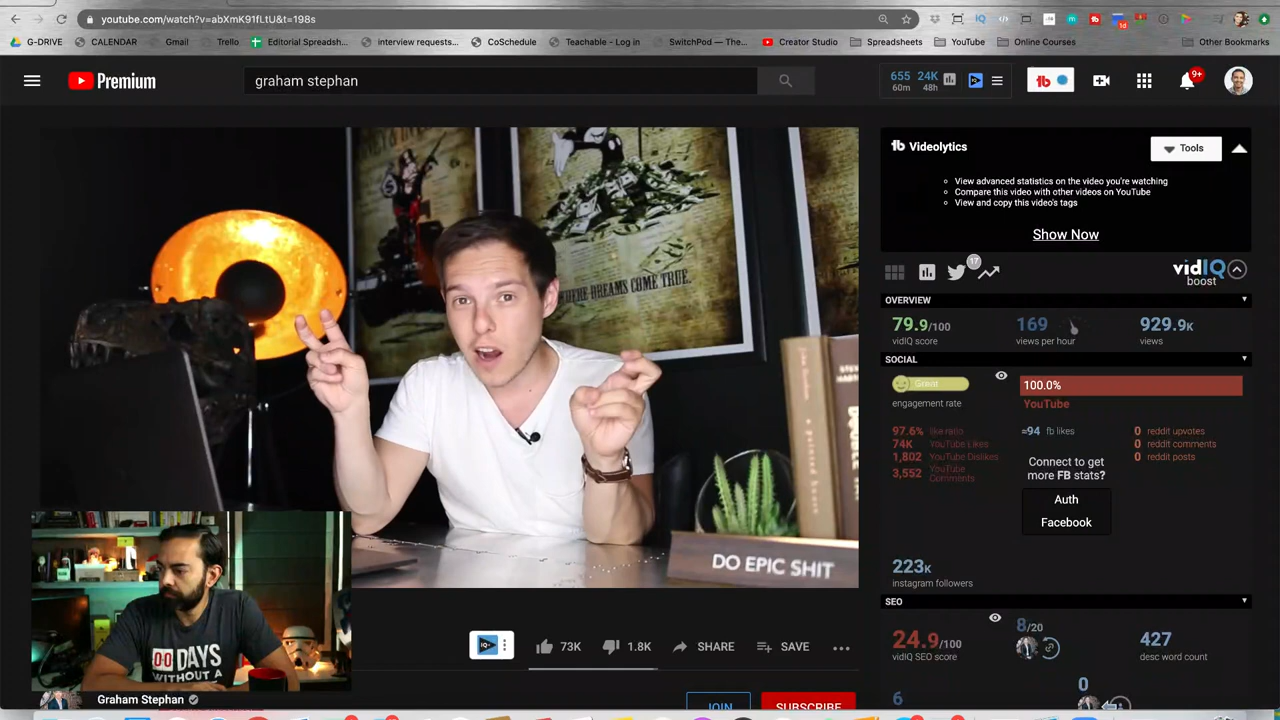 youtube.com/watch?v=abXmK91fLtU&t=198s
G-DRIVE
CALENDAR
Gmail
Trello
Editorial Spreadsh...
interview requests...
CoSchedule
Teachable - Log in
SwitchPod — The...
Creator Studio
Spreadsheets
YouTube
Online Courses
Other Bookmarks
Premium
graham stephan
655
60m
24K
48h
9+
WHERE DREAMS COME TRUE.
DO EPIC SHIT
DAYS
WITHOUT A
Graham Stephan
73K
1.8K
SHARE
SAVE
JOIN
SUBSCRIBE
tb Videolytics
Tools
View advanced statistics on the video you're watching
Compare this video with other videos on YouTube
View and copy this video's tags
Show Now
17
vidIQ
boost
OVERVIEW
79.9/100
vidIQ score
169
views per hour
929.9K
views
SOCIAL
Great
engagement rate
100.0%
YouTube
97.6% like ratio
74K YouTube Likes
1,802 YouTube Dislikes
3,552 YouTube
Comments
≈94 fb likes
Connect to get
more FB stats?
Auth
Facebook
0 reddit upvotes
0 reddit comments
0 reddit posts
223K
instagram followers
SEO
24.9/100
vidIQ SEO score
8/20
427
desc word count
6
0